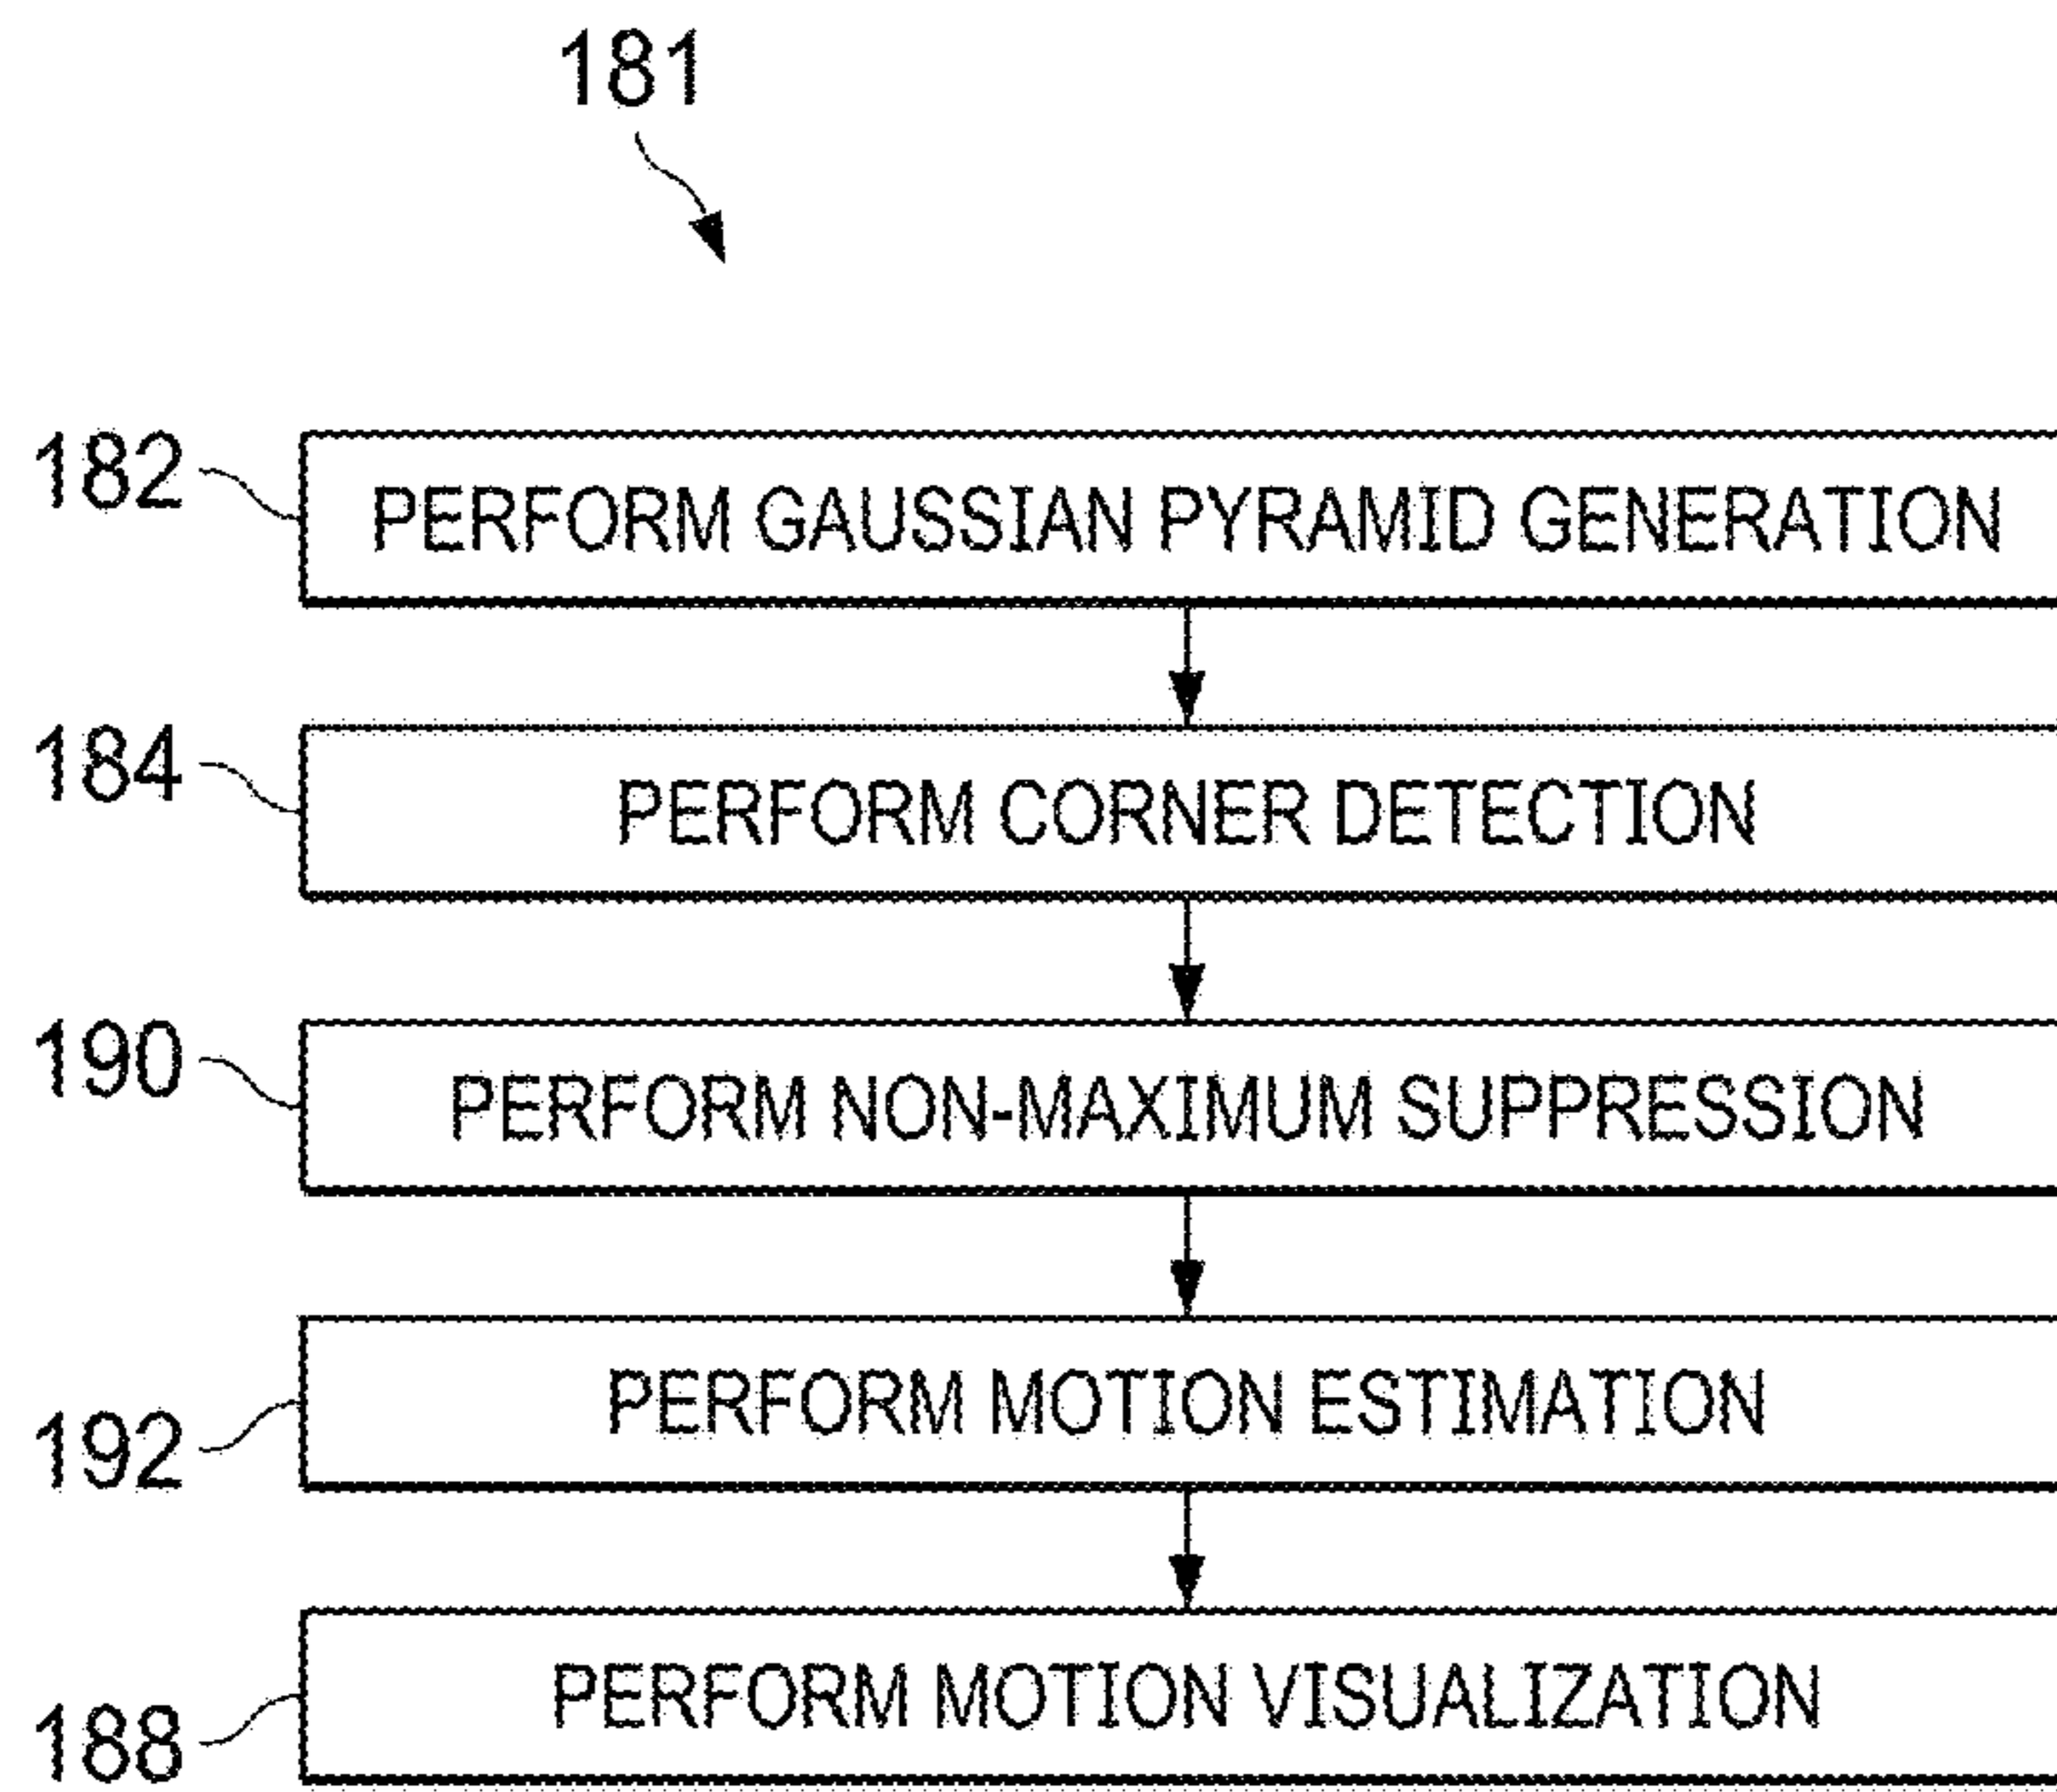 181
182 PERFORM GAUSSIAN PYRAMID GENERATION
184 PERFORM CORNER DETECTION
190 PERFORM NON-MAXIMUM SUPPRESSION
192 PERFORM MOTION ESTIMATION
188 PERFORM MOTION VISUALIZATION